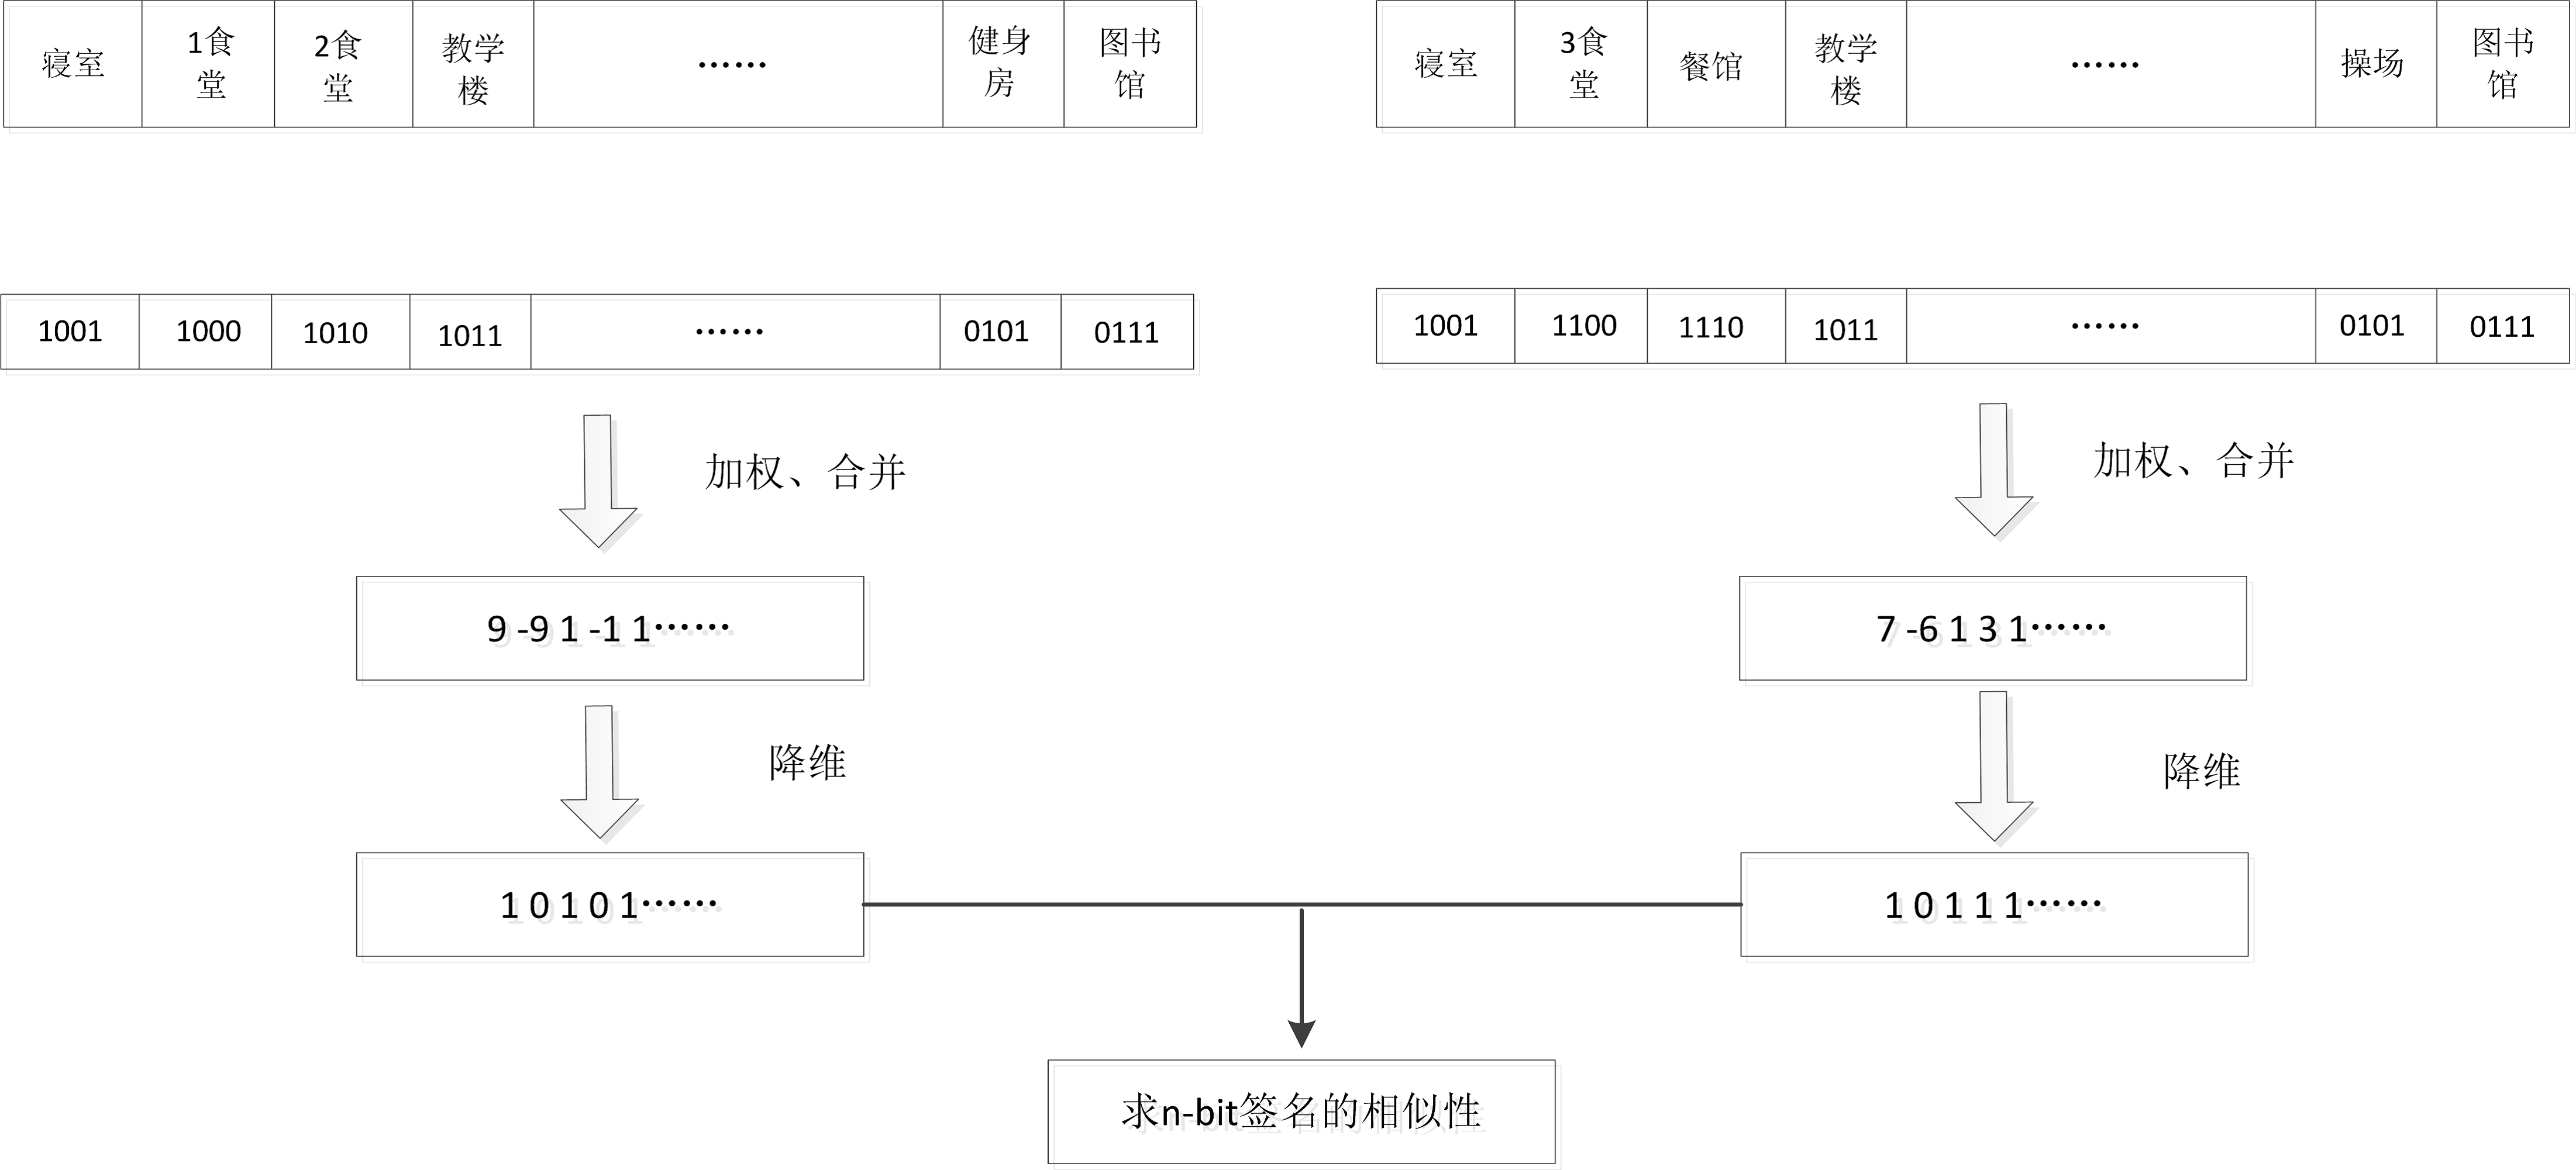 寝室
1食
堂
2食
堂
教学
楼
……
健身
房
图书
馆
寝室
3食
堂
餐馆
教学
楼
……
操场
图书
馆
1001
1000
1010
1011
……
0101
0111
1001
1100
1110
1011
……
0101
0111
加权、合并
加权、合并
9 -9 1 -1 1……
7 -6 1 3 1……
降维
降维
1 0 1 0 1……
1 0 1 1 1……
求n-bit签名的相似性